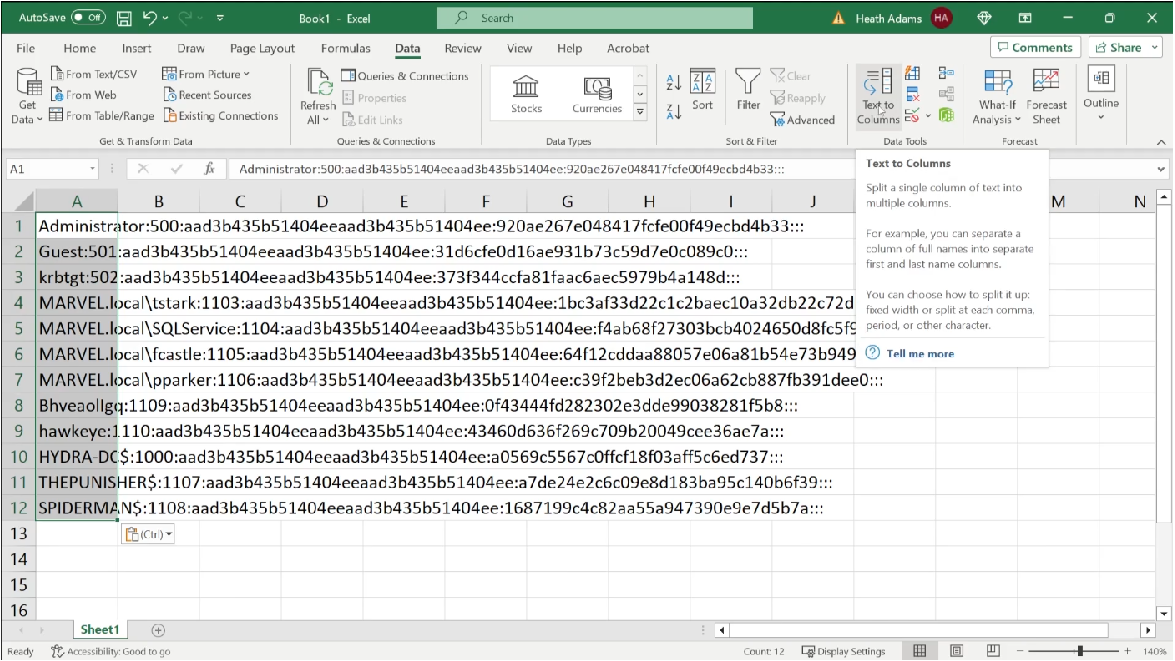 AutoSave Off Book1 - Excel Search Heath Adams HA
File Home Insert Draw Page Layout Formulas Data Review View Help Acrobat Comments Share
Get Data
From Text/CSV
From Web
From Table/Range
From Picture
Recent Sources
Existing Connections
Get & Transform Data
Refresh All
Queries & Connections
Properties
Edit Links
Queries & Connections
Stocks Currencies
Data Types
Sort Filter
Clear
Reapply
Advanced
Sort & Filter
Text to Columns
Data Tools
What-If Analysis
Forecast Sheet
Forecast
Outline
A1 fx Administrator:500:aad3b435b51404eeaad3b435b51404ee:920ae267e048417fcfe00f49ecbd4b33:::
Text to Columns
Split a single column of text into
multiple columns.
For example, you can separate a
column of full names into separate
first and last name columns.
You can choose how to split it up:
fixed width or split at each comma,
period, or other character.
Tell me more
A B C D E F G H I J M N
1 Administrator:500:aad3b435b51404eeaad3b435b51404ee:920ae267e048417fcfe00f49ecbd4b33:::
2 Guest:501:aad3b435b51404eeaad3b435b51404ee:31d6cfe0d16ae931b73c59d7e0c089c0:::
3 krbtgt:502:aad3b435b51404eeaad3b435b51404ee:373f344ccfa81faac6aec5979b4a148d:::
4 MARVEL.local\tstark:1103:aad3b435b51404eeaad3b435b51404ee:1bc3af33d22c1c2baec10a32db22c72d
5 MARVEL.local\SQLService:1104:aad3b435b51404eeaad3b435b51404ee:f4ab68f27303bcb4024650d8fc5f9
6 MARVEL.local\fcastle:1105:aad3b435b51404eeaad3b435b51404ee:64f12cddaa88057e06a81b54e73b949
7 MARVEL.local\pparker:1106:aad3b435b51404eeaad3b435b51404ee:c39f2beb3d2ec06a62cb887fb391dee0:::
8 BhveaolIgq:1109:aad3b435b51404eeaad3b435b51404ee:0f43444fd282302e3dde99038281f5b8:::
9 hawkeye:1110:aad3b435b51404eeaad3b435b51404ee:43460d636f269c709b20049cee36ae7a:::
10 HYDRA-DC$:1000:aad3b435b51404eeaad3b435b51404ee:a0569c5567c0ffcf18f03aff5c6ed737:::
11 THEPUNISHER$:1107:aad3b435b51404eeaad3b435b51404ee:a7de24e2c6c09e8d183ba95c140b6f39:::
12 SPIDERMAN$:1108:aad3b435b51404eeaad3b435b51404ee:1687199c4c82aa55a947390e9e7d5b7a:::
13 (Ctrl)
14
15
16
Sheet1
Ready Accessibility: Good to go Count: 12 Display Settings 140%